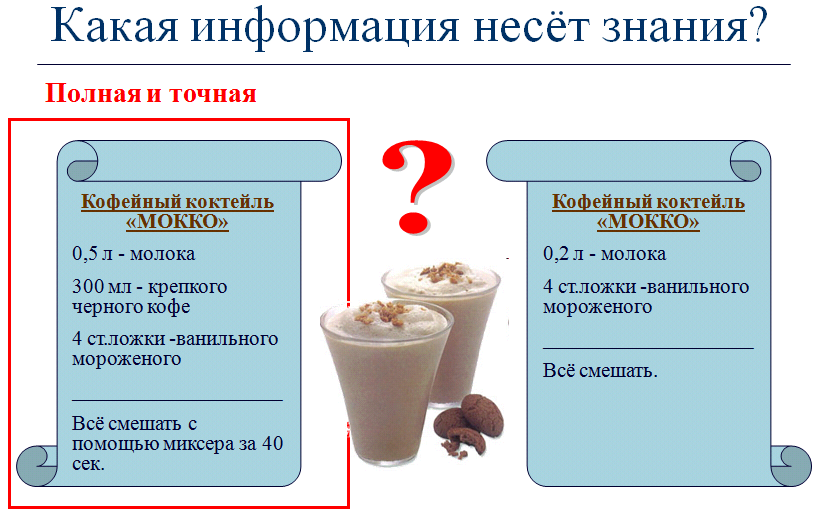 Какая информация несёт знания?
Полная и точная
Кофейный коктейль
«МОККО»
0,5 л - молока
300 мл - крепкого
черного кофе
4 ст.ложки -ванильного
мороженого
Всё смешать с
помощью миксера за 40
сек.
?
Кофейный коктейль
«МОККО»
0,2 л - молока
4 ст.ложки -ванильного
мороженого
Всё смешать.